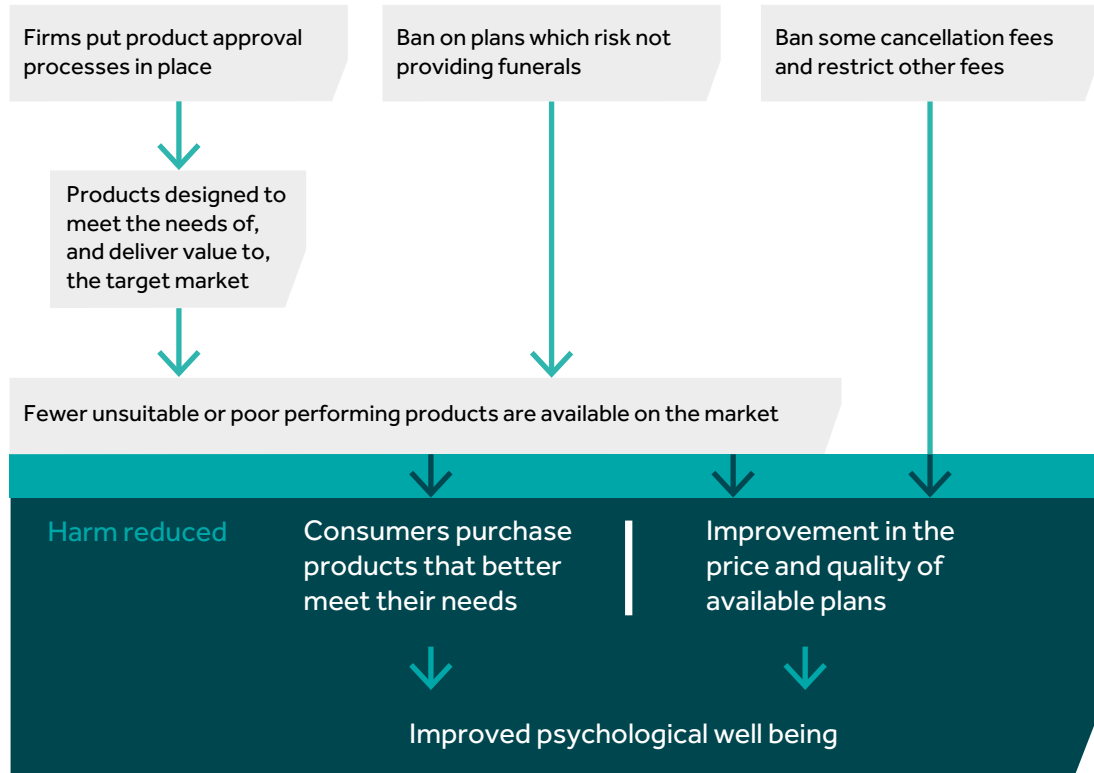 Firms put product approval
processes in place
Ban on plans which risk not
providing funerals
Ban some cancellation fees
and restrict other fees
Products designed to
meet the needs of,
and deliver value to,
the target market
Fewer unsuitable or poor performing products are available on the market
Harm reduced
Consumers purchase
products that better
meet their needs
Improvement in the
price and quality of
available plans
Improved psychological well being